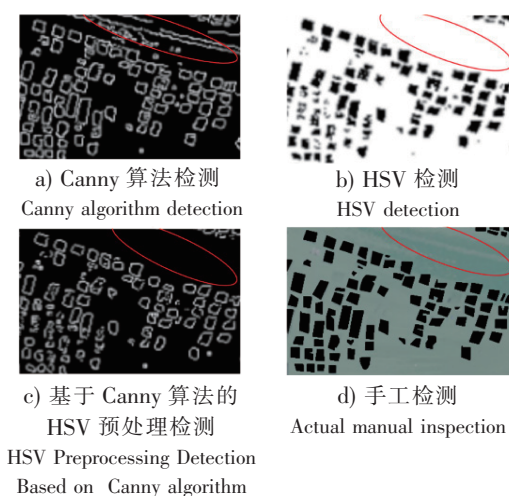 a) Canny 算法检测
Canny algorithm detection
b) HSV 检测
HSV detection
c) 基于 Canny 算法的
HSV 预处理检测
HSV Preprocessing Detection
Based on Canny algorithm
d) 手工检测
Actual manual inspection